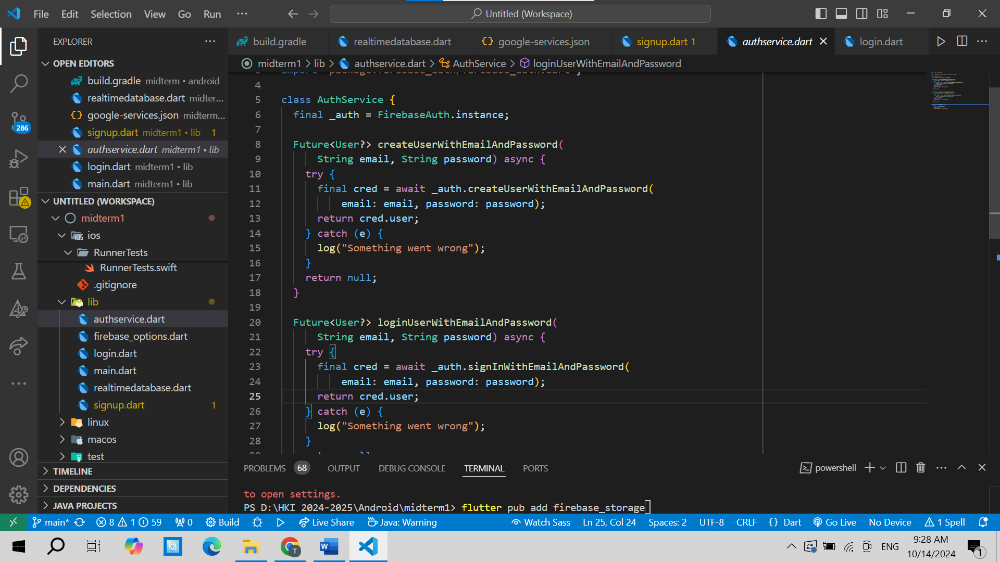 File Edit Selection View Go Run ··· Untitled (Workspace)
EXPLORER ···
OPEN EDITORS
build.gradle midterm • android
realtimedatabase.dart midter...
google-services.json midterm...
signup.dart midterm1 • lib 1
authservice.dart midterm1 • lib
login.dart midterm1 • lib
main.dart midterm1 • lib
UNTITLED (WORKSPACE)
midterm1
ios
RunnerTests
RunnerTests.swift
.gitignore
lib
authservice.dart
firebase_options.dart
login.dart
main.dart
realtimedatabase.dart
signup.dart 1
linux
macos
test
TIMELINE
DEPENDENCIES
JAVA PROJECTS
286
build.gradle realtimedatabase.dart google-services.json signup.dart 1 authservice.dart login.dart
midterm1 > lib > authservice.dart > AuthService > loginUserWithEmailAndPassword
4
5 class AuthService {
6 final _auth = FirebaseAuth.instance;
7
8 Future<User?> createUserWithEmailAndPassword(
9 String email, String password) async {
10 try {
11 final cred = await _auth.createUserWithEmailAndPassword(
12 email: email, password: password);
13 return cred.user;
14 } catch (e) {
15 log("Something went wrong");
16 }
17 return null;
18 }
19
20 Future<User?> loginUserWithEmailAndPassword(
21 String email, String password) async {
22 try {
23 final cred = await _auth.signInWithEmailAndPassword(
24 email: email, password: password);
25 return cred.user;
26 } catch (e) {
27 log("Something went wrong");
28 }
PROBLEMS 68 OUTPUT DEBUG CONSOLE TERMINAL PORTS powershell
to open settings.
PS D:\HKI 2024-2025\Android\midterm1> flutter pub add firebase_storage
main* 8 1 59 0 Build Live Share Java: Warning Watch Sass Ln 25, Col 24 Spaces: 2 UTF-8 CRLF {} Dart Go Live No Device 1 Spell
T W ENG 9:28 AM
10/14/2024 1